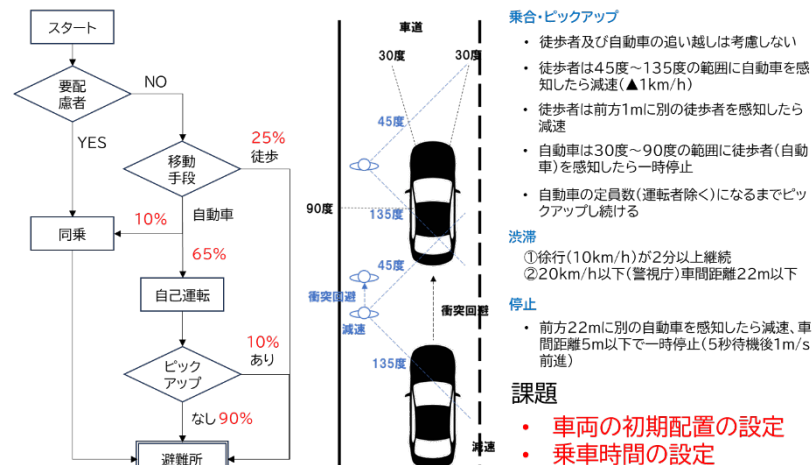 スタート
要配
慮者
NO
YES
25%
徒歩
移動
手段
10%
自動車
同乗
65%
自己運転
10%
あり
ピック
アップ
なし 90%
避難所
車道
30度
30度
45度
90度
135度
45度
衝突回避
衝突回避
減速
135度
減速
乗合・ピックアップ
• 徒歩者及び自動車の追い越しは考慮しない
• 徒歩者は45度～135度の範囲に自動車を感
知したら減速(▲1km/h)
• 徒歩者は前方1mに別の徒歩者を感知したら
減速
• 自動車は30度～90度の範囲に徒歩者(自動
車)を感知したら一時停止
• 自動車の定員数(運転者除く)になるまでピッ
クアップし続ける
渋滞
①徐行(10km/h)が2分以上継続
②20km/h以下(警視庁)車間距離22m以下
停止
• 前方22mに別の自動車を感知したら減速、車
間距離5m以下で一時停止(5秒待機後1m/s
前進)
課題
• 車両の初期配置の設定
• 乗車時間の設定